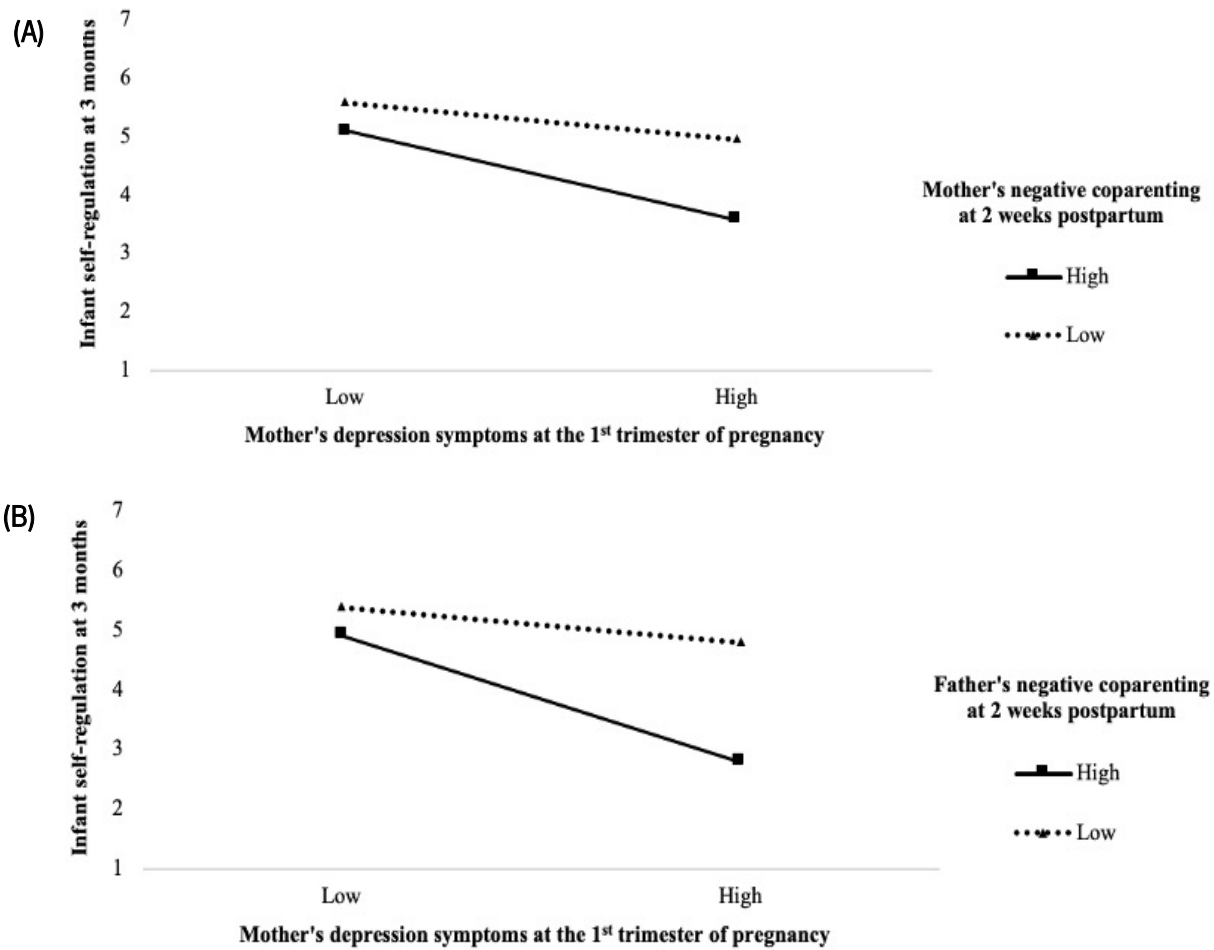 (A)
7
6
5
4
3
2
1
Infant self-regulation at 3 months
Low
High
Mother's depression symptoms at the 1st trimester of pregnancy
Mother's negative coparenting
at 2 weeks postpartum
High
Low
(B)
7
6
5
4
3
2
1
Infant self-regulation at 3 months
Low
High
Mother's depression symptoms at the 1st trimester of pregnancy
Father's negative coparenting
at 2 weeks postpartum
High
Low